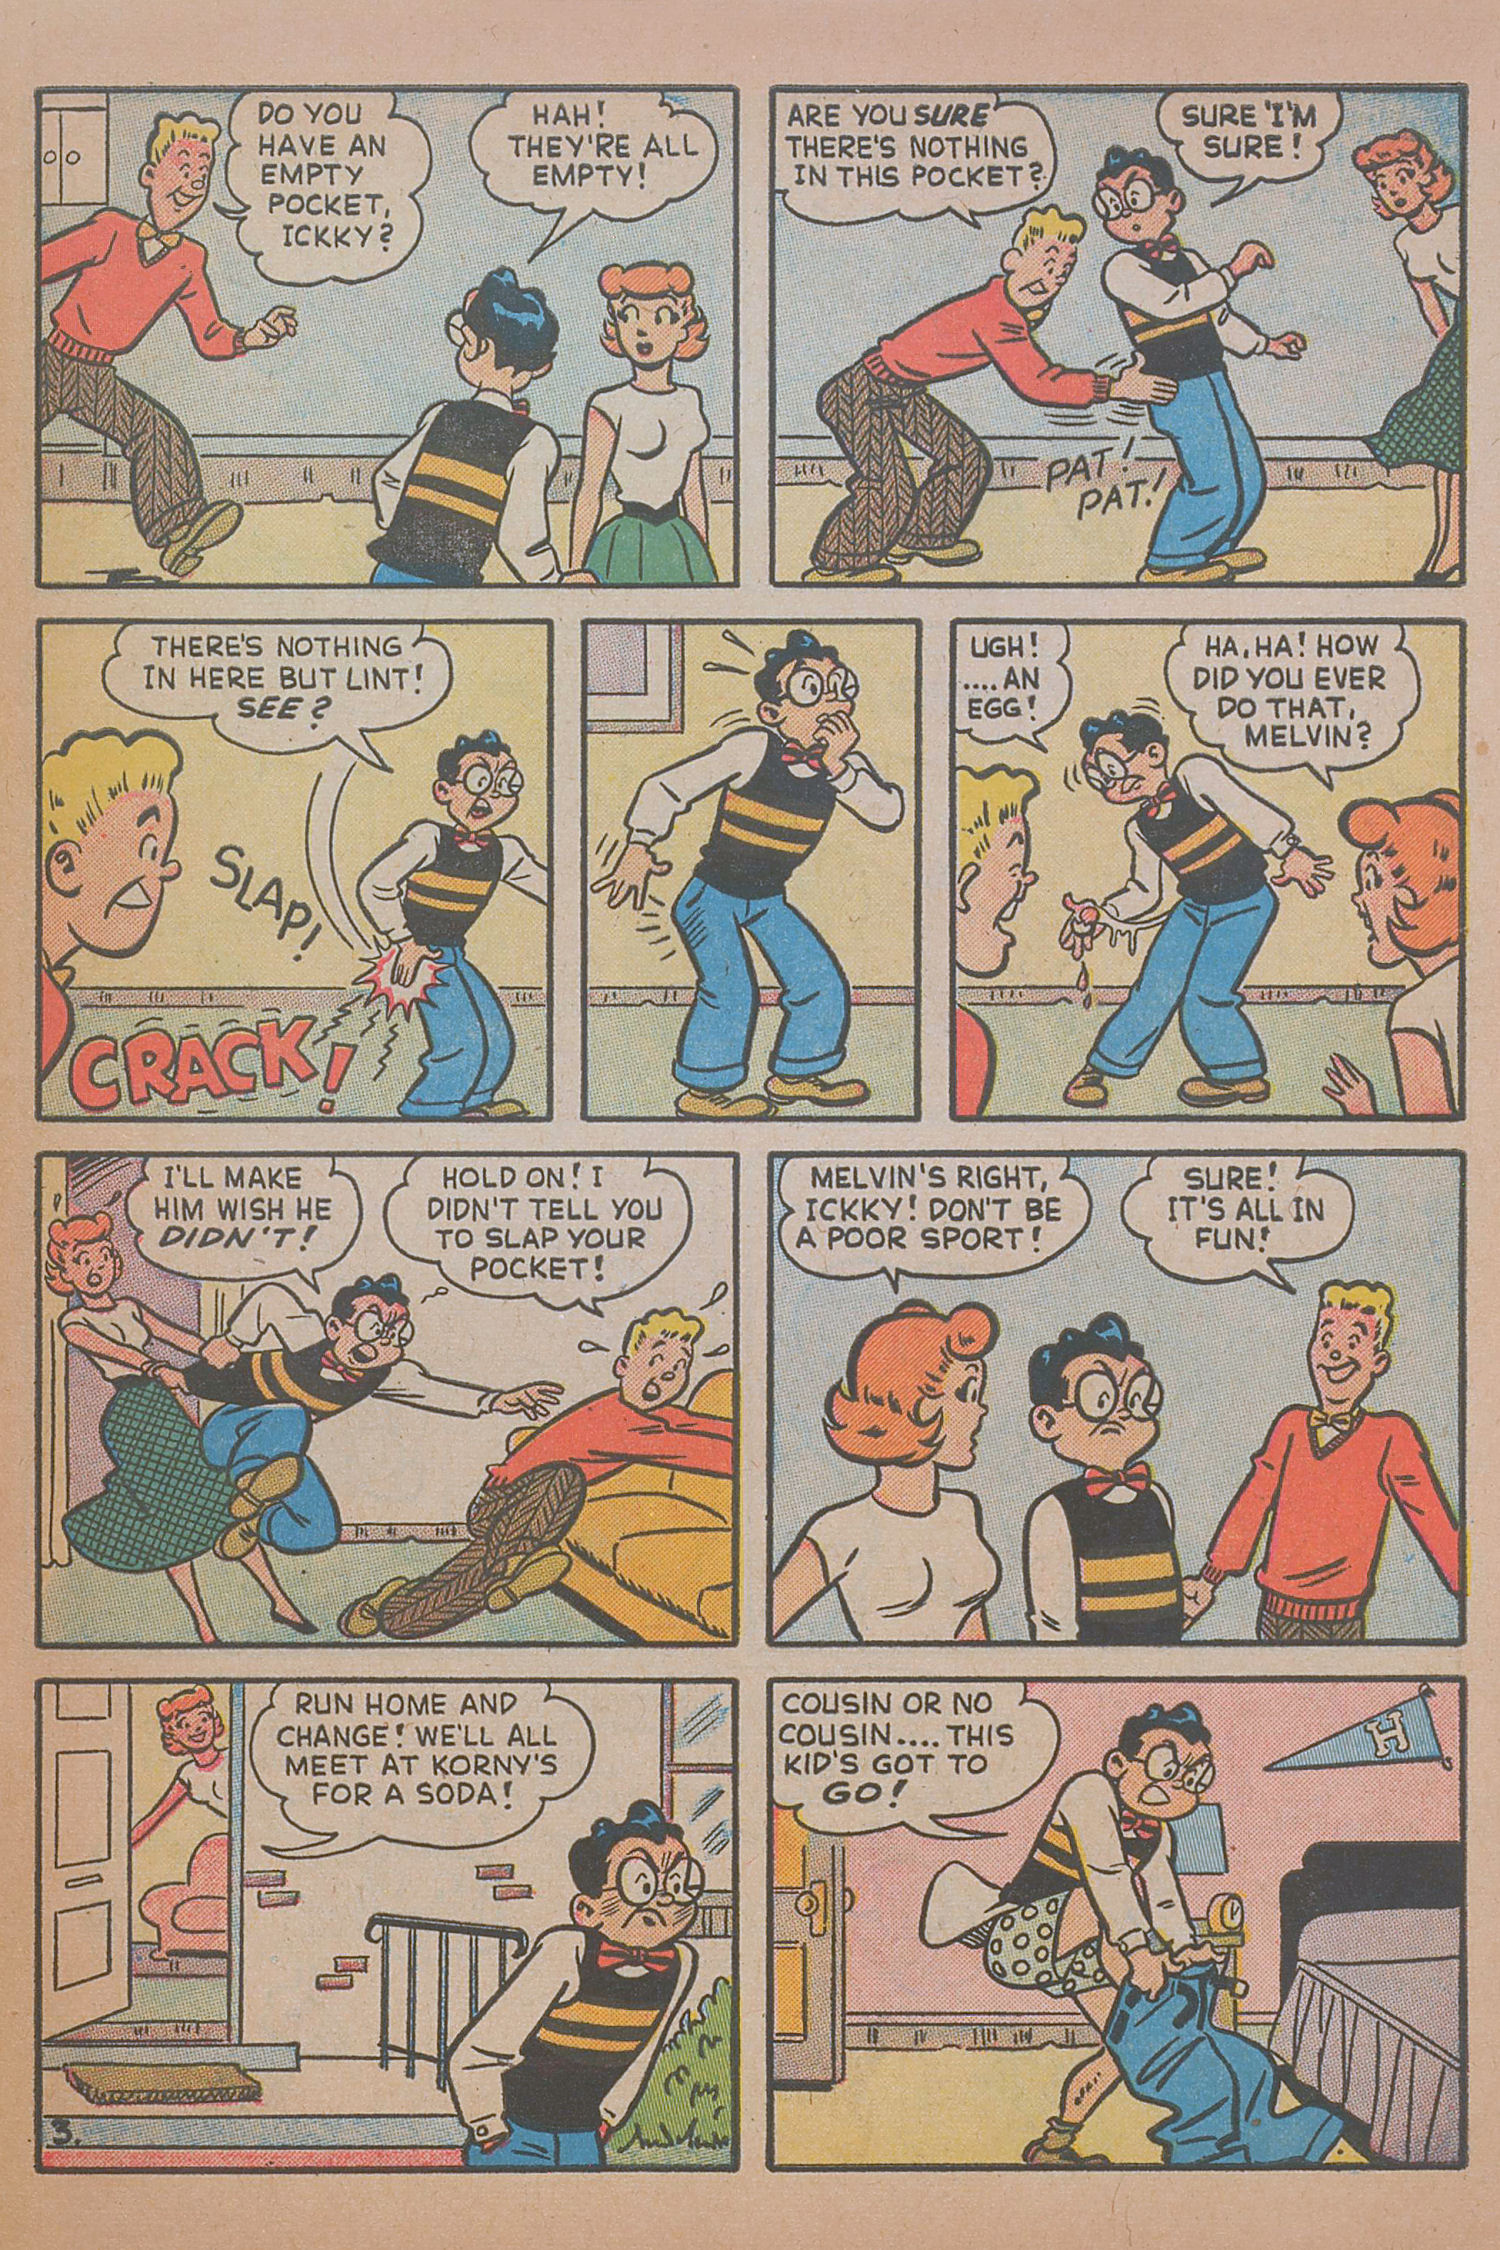 DO YOU
HAVE AN
EMPTY
POCKET,
ICKKY?
HAH!
THEY'RE ALL
EMPTY!
ARE YOU SURE
THERE'S NOTHING
IN THIS POCKET?
SURE 'I'M
SURE!
PAT!
PAT!
THERE'S NOTHING
IN HERE BUT LINT!
SEE?
SLAP!
CRACK!
UGH!
....AN
EGG!
HA,HA! HOW
DID YOU EVER
DO THAT,
MELVIN?
I'LL MAKE
HIM WISH HE
DIDN'T!
HOLD ON! I
DIDN'T TELL YOU
TO SLAP YOUR
POCKET!
MELVIN'S RIGHT,
ICKKY! DON'T BE
A POOR SPORT!
SURE!
IT'S ALL IN
FUN!
RUN HOME AND
CHANGE! WE'LL ALL
MEET AT KORNY'S
FOR A SODA!
3.
COUSIN OR NO
COUSIN.... THIS
KID'S GOT TO
GO!
H